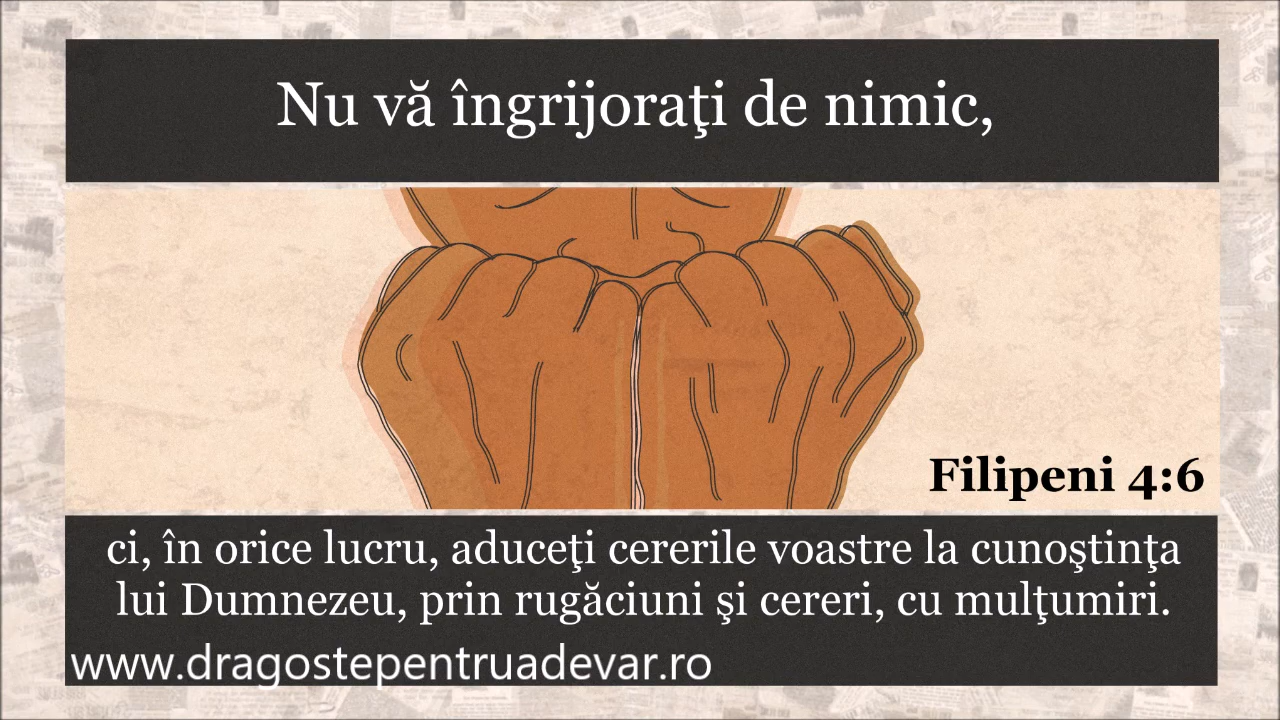 Nu vă îngrijoraţi de nimic,
Filipeni 4:6
ci, în orice lucru, aduceţi cererile voastre la cunoştinţa
lui Dumnezeu, prin rugăciuni şi cereri, cu mulţumiri.
www.dragostepentruadevar.ro